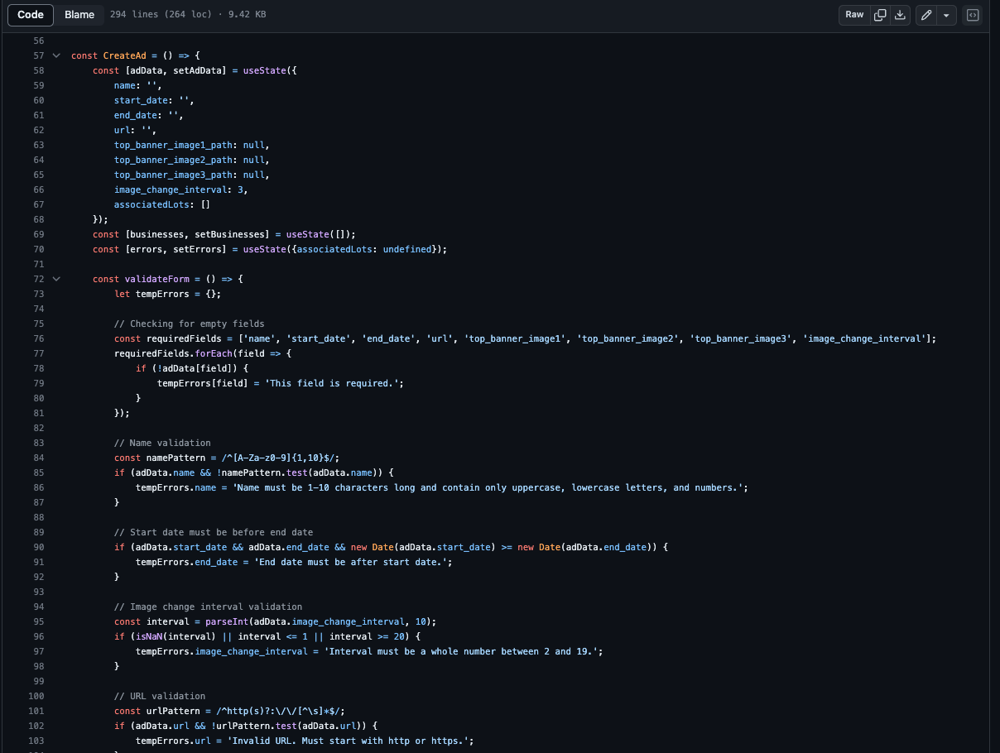 Code Blame 294 lines (264 loc) · 9.42 KB Raw
56
57 const CreateAd = () => {
58 const [adData, setAdData] = useState({
59 name: '',
60 start_date: '',
61 end_date: '',
62 url: '',
63 top_banner_image1_path: null,
64 top_banner_image2_path: null,
65 top_banner_image3_path: null,
66 image_change_interval: 3,
67 associatedLots: []
68 });
69 const [businesses, setBusinesses] = useState([]);
70 const [errors, setErrors] = useState({associatedLots: undefined});
71
72 const validateForm = () => {
73 let tempErrors = {};
74
75 // Checking for empty fields
76 const requiredFields = ['name', 'start_date', 'end_date', 'url', 'top_banner_image1', 'top_banner_image2', 'top_banner_image3', 'image_change_interval'];
77 requiredFields.forEach(field => {
78 if (!adData[field]) {
79 tempErrors[field] = 'This field is required.';
80 }
81 });
82
83 // Name validation
84 const namePattern = /^[A-Za-z0-9]{1,10}$/;
85 if (adData.name && !namePattern.test(adData.name)) {
86 tempErrors.name = 'Name must be 1-10 characters long and contain only uppercase, lowercase letters, and numbers.';
87 }
88
89 // Start date must be before end date
90 if (adData.start_date && adData.end_date && new Date(adData.start_date) >= new Date(adData.end_date)) {
91 tempErrors.end_date = 'End date must be after start date.';
92 }
93
94 // Image change interval validation
95 const interval = parseInt(adData.image_change_interval, 10);
96 if (isNaN(interval) || interval <= 1 || interval >= 20) {
97 tempErrors.image_change_interval = 'Interval must be a whole number between 2 and 19.';
98 }
99
100 // URL validation
101 const urlPattern = /^http(s)?:\/\/[^\s]*$/;
102 if (adData.url && !urlPattern.test(adData.url)) {
103 tempErrors.url = 'Invalid URL. Must start with http or https.';